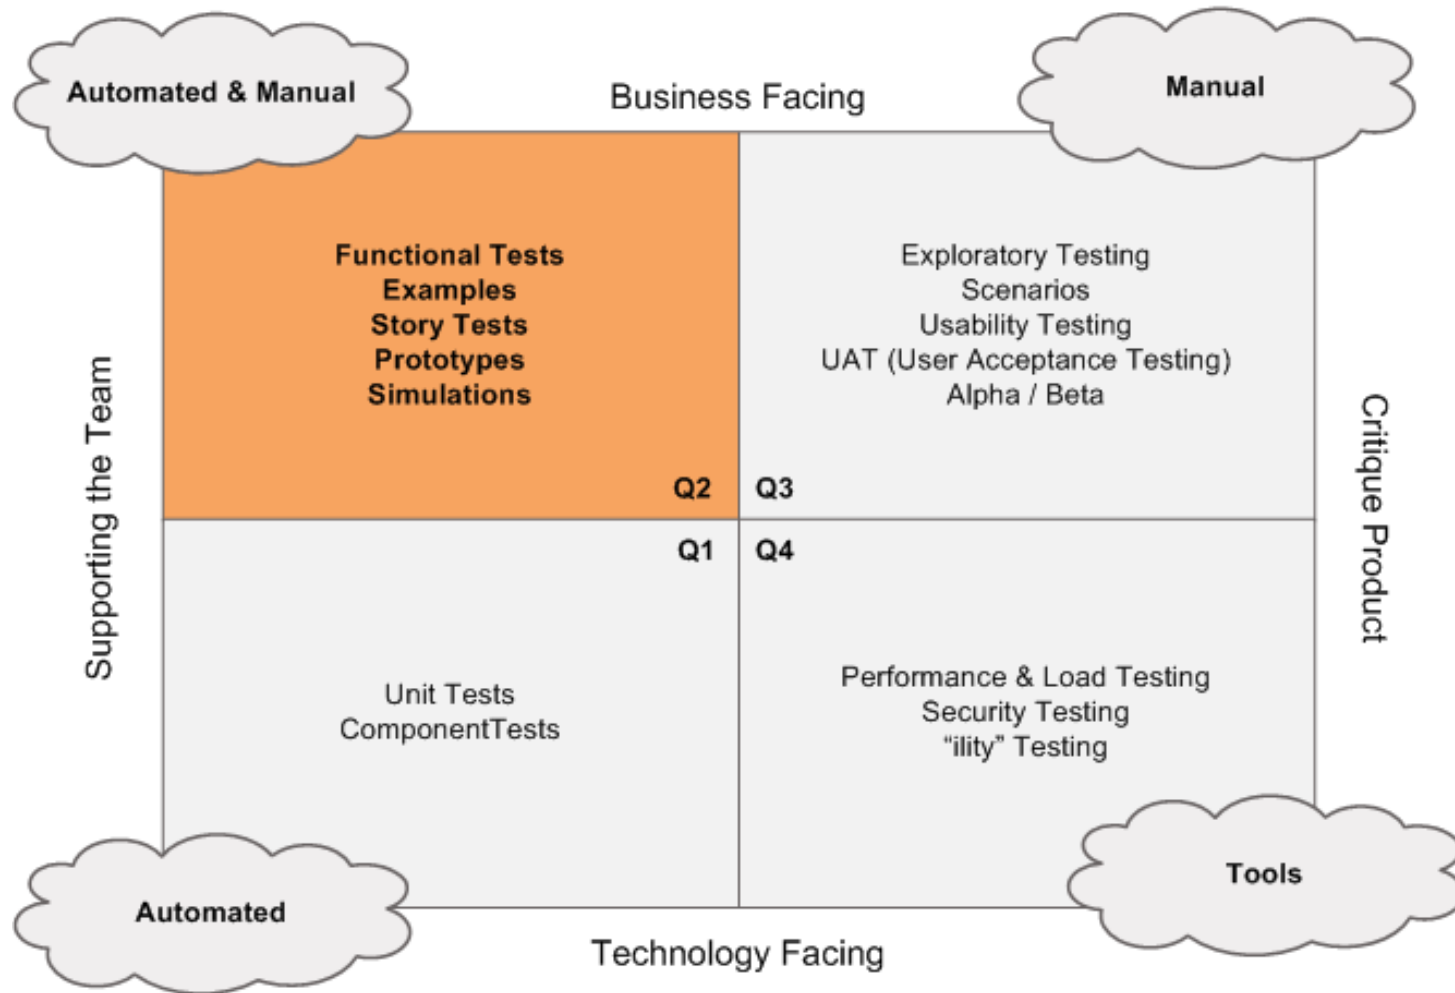 Automated & Manual
Business Facing
Manual
Functional Tests
Examples
Story Tests
Prototypes
Simulations
Q2
Exploratory Testing
Scenarios
Usability Testing
UAT (User Acceptance Testing)
Alpha / Beta
Q3
Supporting the Team
Critique Product
Q1
Unit Tests
ComponentTests
Q4
Performance & Load Testing
Security Testing
“ility” Testing
Automated
Technology Facing
Tools